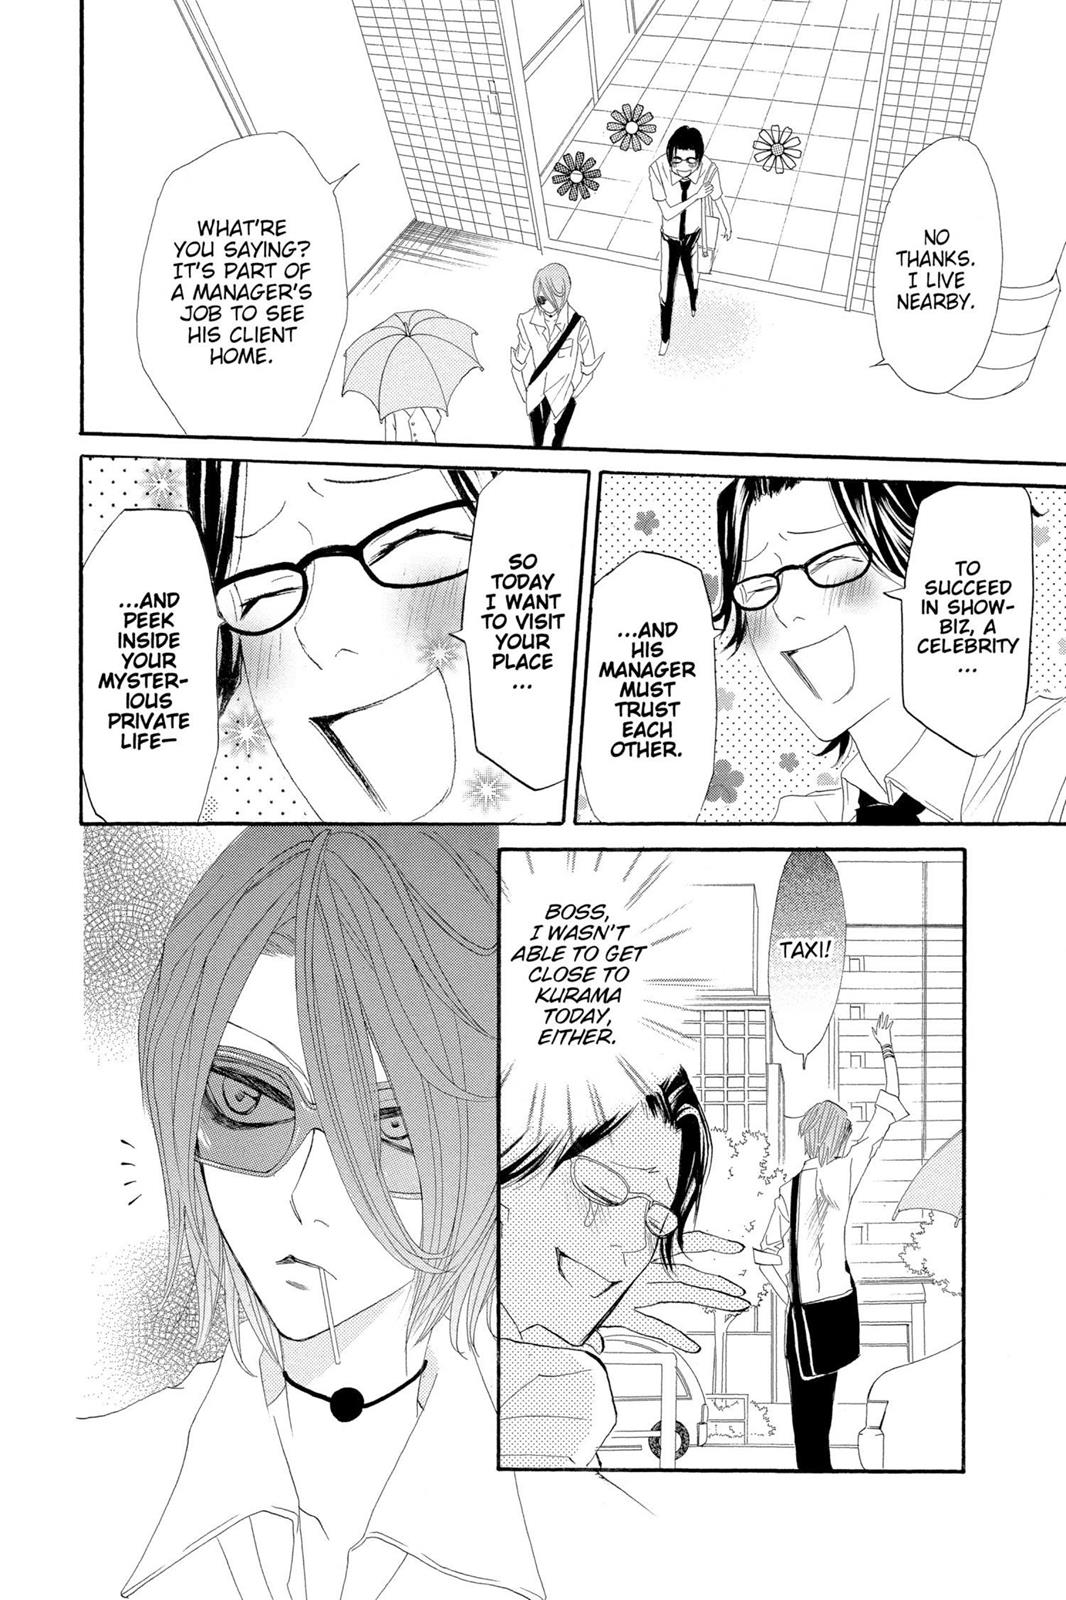 NO
THANKS.
I LIVE
NEARBY.
WHAT'RE
YOU SAYING?
IT'S PART OF
A MANAGER'S
JOB TO SEE
HIS CLIENT
HOME.
TO
SUCCEED
IN SHOW-
BIZ, A
CELEBRITY
...
...AND
HIS
MANAGER
MUST
TRUST
EACH
OTHER.
SO
TODAY
I WANT
TO VISIT
YOUR
PLACE
...
...AND
PEEK
INSIDE
YOUR
MYSTER-
IOUS
PRIVATE
LIFE—
TAXI!
BOSS,
I WASN'T
ABLE TO GET
CLOSE TO
KURAMA
TODAY,
EITHER.